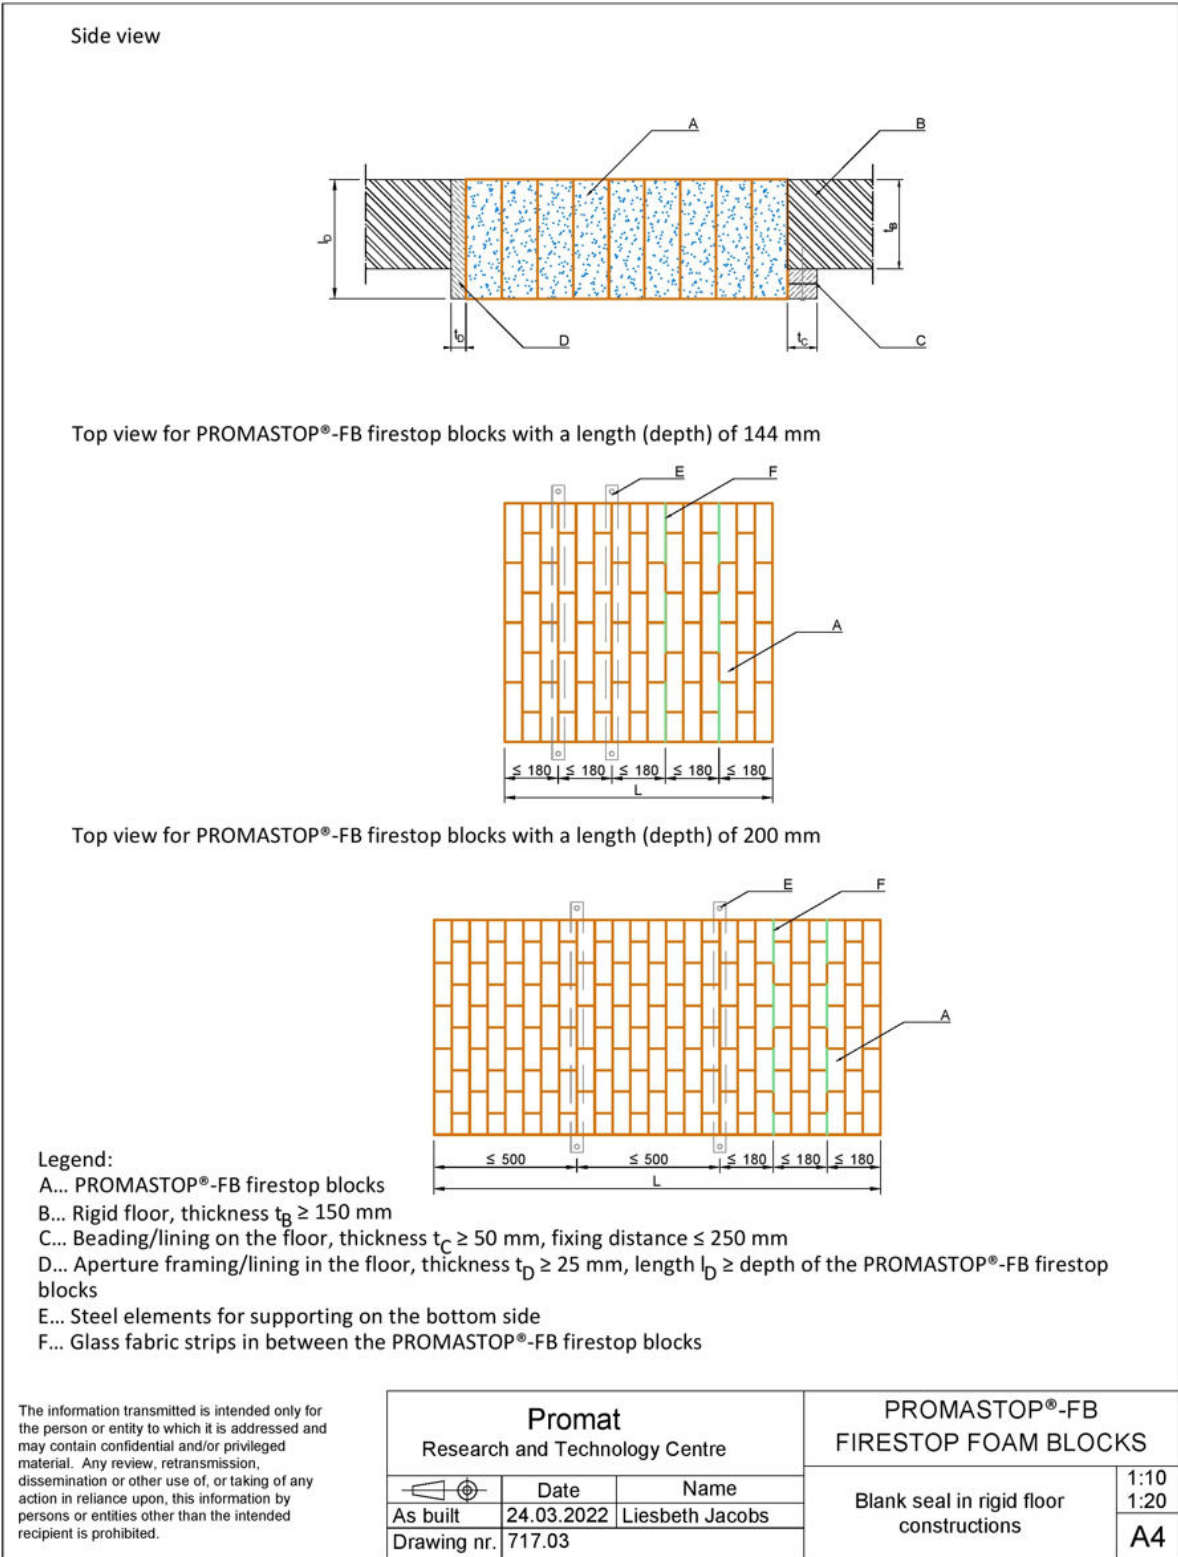 Side view
A
B
l_D
t_B
t_D
D
t_C
C
Top view for PROMASTOP®-FB firestop blocks with a length (depth) of 144 mm
E
F
A
≤ 180 ≤ 180 ≤ 180 ≤ 180 ≤ 180
L
Top view for PROMASTOP®-FB firestop blocks with a length (depth) of 200 mm
E
F
A
≤ 500 ≤ 500 ≤ 180 ≤ 180 ≤ 180
L
Legend:
A... PROMASTOP®-FB firestop blocks
B... Rigid floor, thickness t_B ≥ 150 mm
C... Beading/lining on the floor, thickness t_C ≥ 50 mm, fixing distance ≤ 250 mm
D... Aperture framing/lining in the floor, thickness t_D ≥ 25 mm, length l_D ≥ depth of the PROMASTOP®-FB firestop
blocks
E... Steel elements for supporting on the bottom side
F... Glass fabric strips in between the PROMASTOP®-FB firestop blocks
The information transmitted is intended only for
the person or entity to which it is addressed and
may contain confidential and/or privileged
material. Any review, retransmission,
dissemination or other use of, or taking of any
action in reliance upon, this information by
persons or entities other than the intended
recipient is prohibited.
Promat
Research and Technology Centre
Date Name
As built 24.03.2022 Liesbeth Jacobs
Drawing nr. 717.03
PROMASTOP®-FB
FIRESTOP FOAM BLOCKS
Blank seal in rigid floor
constructions
1:10
1:20
A4